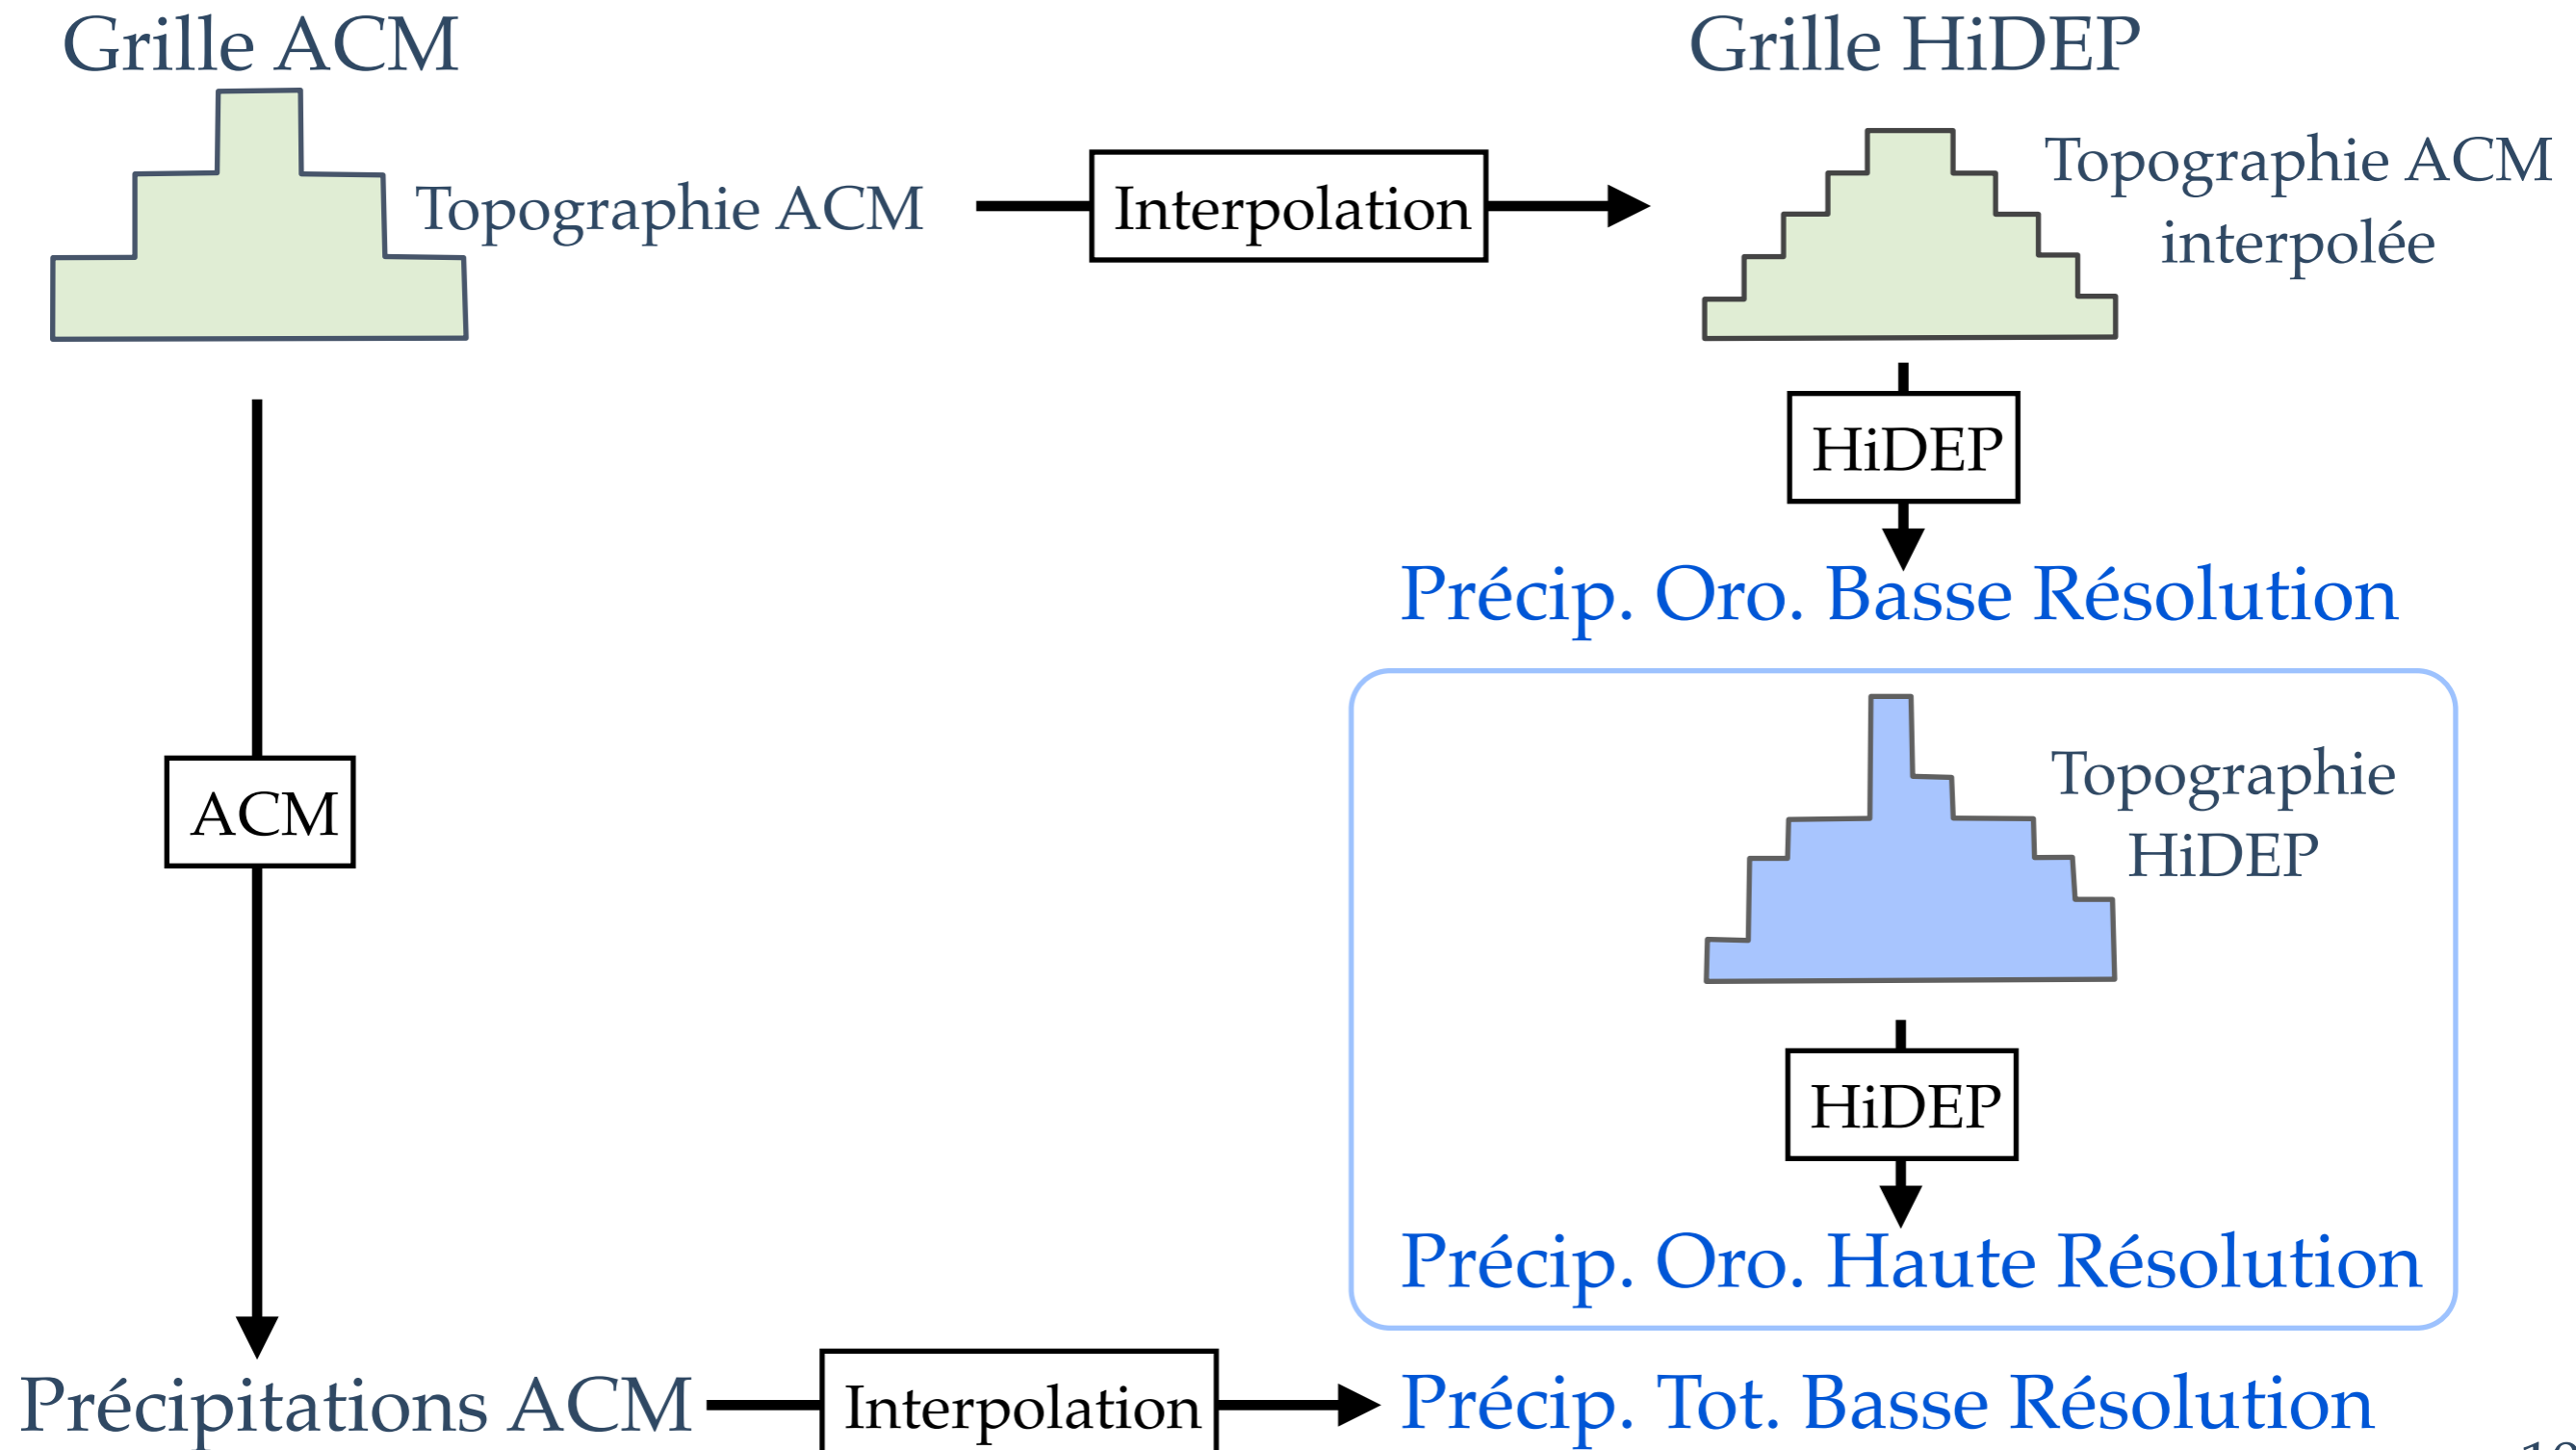 Grille ACM
Grille HiDEP
Topographie ACM
Interpolation
Topographie ACM
interpolée
HiDEP
Précip. Oro. Basse Résolution
ACM
Topographie
HiDEP
HiDEP
Précip. Oro. Haute Résolution
Précipitations ACM
Interpolation
Précip. Tot. Basse Résolution